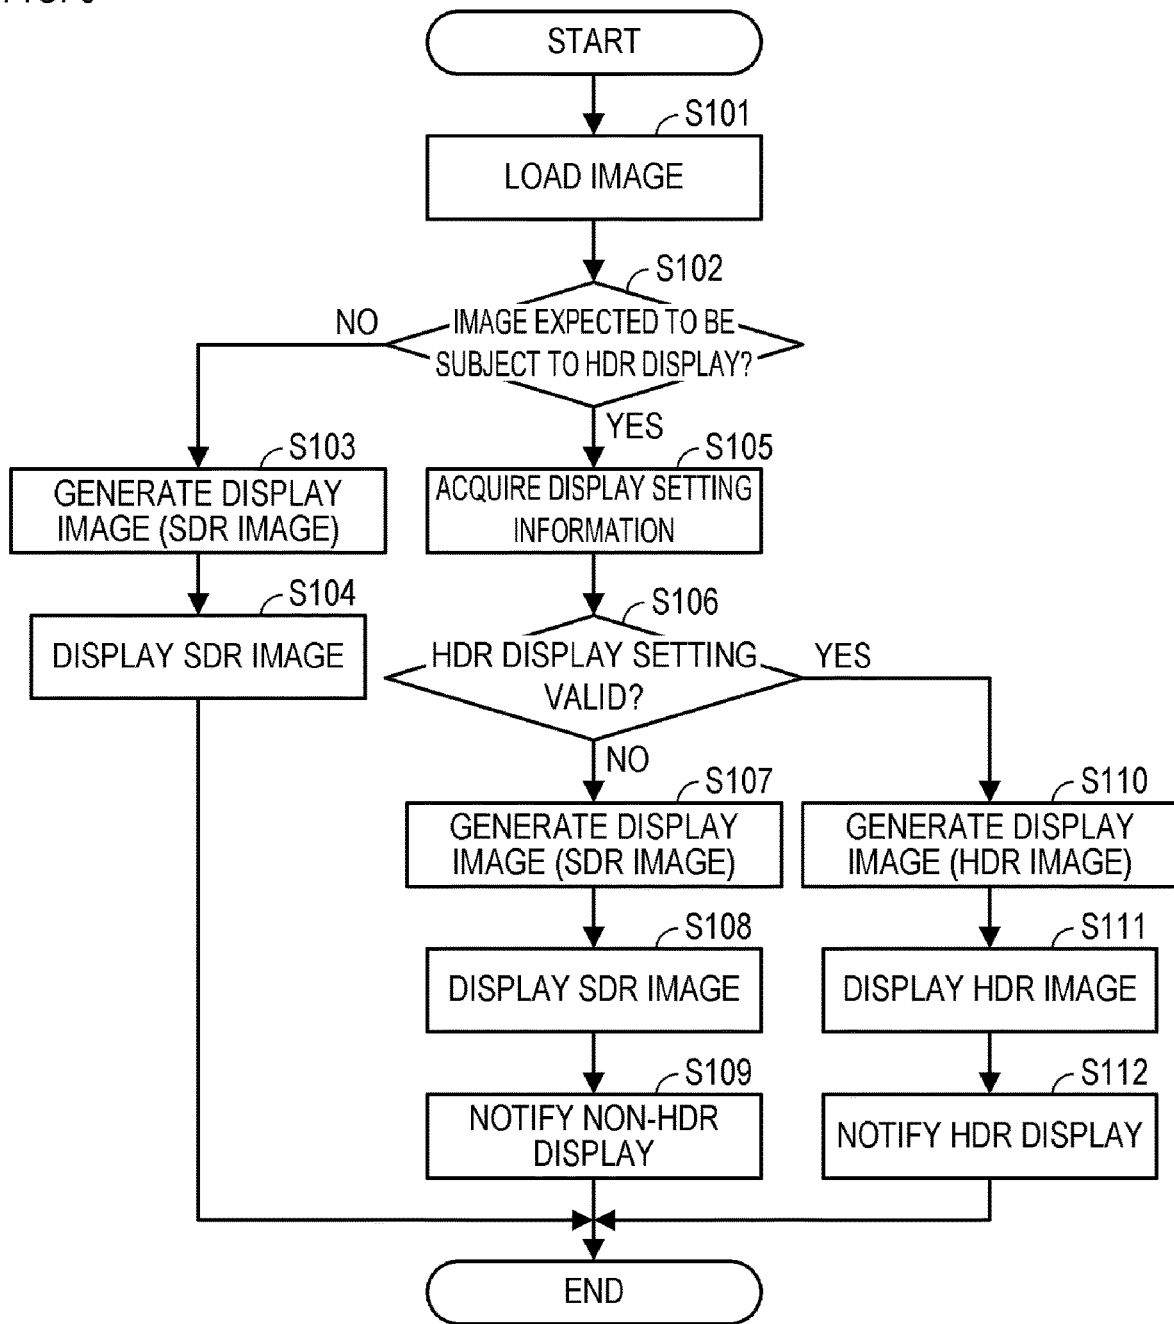 START
S101
LOAD IMAGE
S102
IMAGE EXPECTED TO BE
SUBJECT TO HDR DISPLAY?
NO
YES
S103
GENERATE DISPLAY
IMAGE (SDR IMAGE)
S104
DISPLAY SDR IMAGE
S105
ACQUIRE DISPLAY SETTING
INFORMATION
S106
HDR DISPLAY SETTING
VALID?
YES
NO
S107
GENERATE DISPLAY
IMAGE (SDR IMAGE)
S108
DISPLAY SDR IMAGE
S109
NOTIFY NON-HDR
DISPLAY
S110
GENERATE DISPLAY
IMAGE (HDR IMAGE)
S111
DISPLAY HDR IMAGE
S112
NOTIFY HDR DISPLAY
END